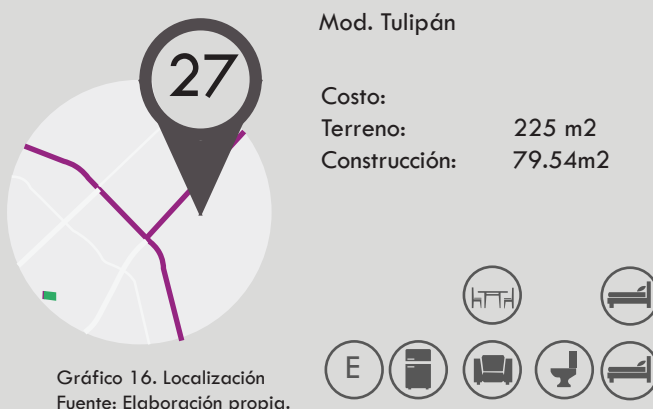 27
Mod. Tulipán
Costo:
Terreno: 225 m2
Construcción: 79.54m2
E
Gráfico 16. Localización
Fuente: Elaboración propia.